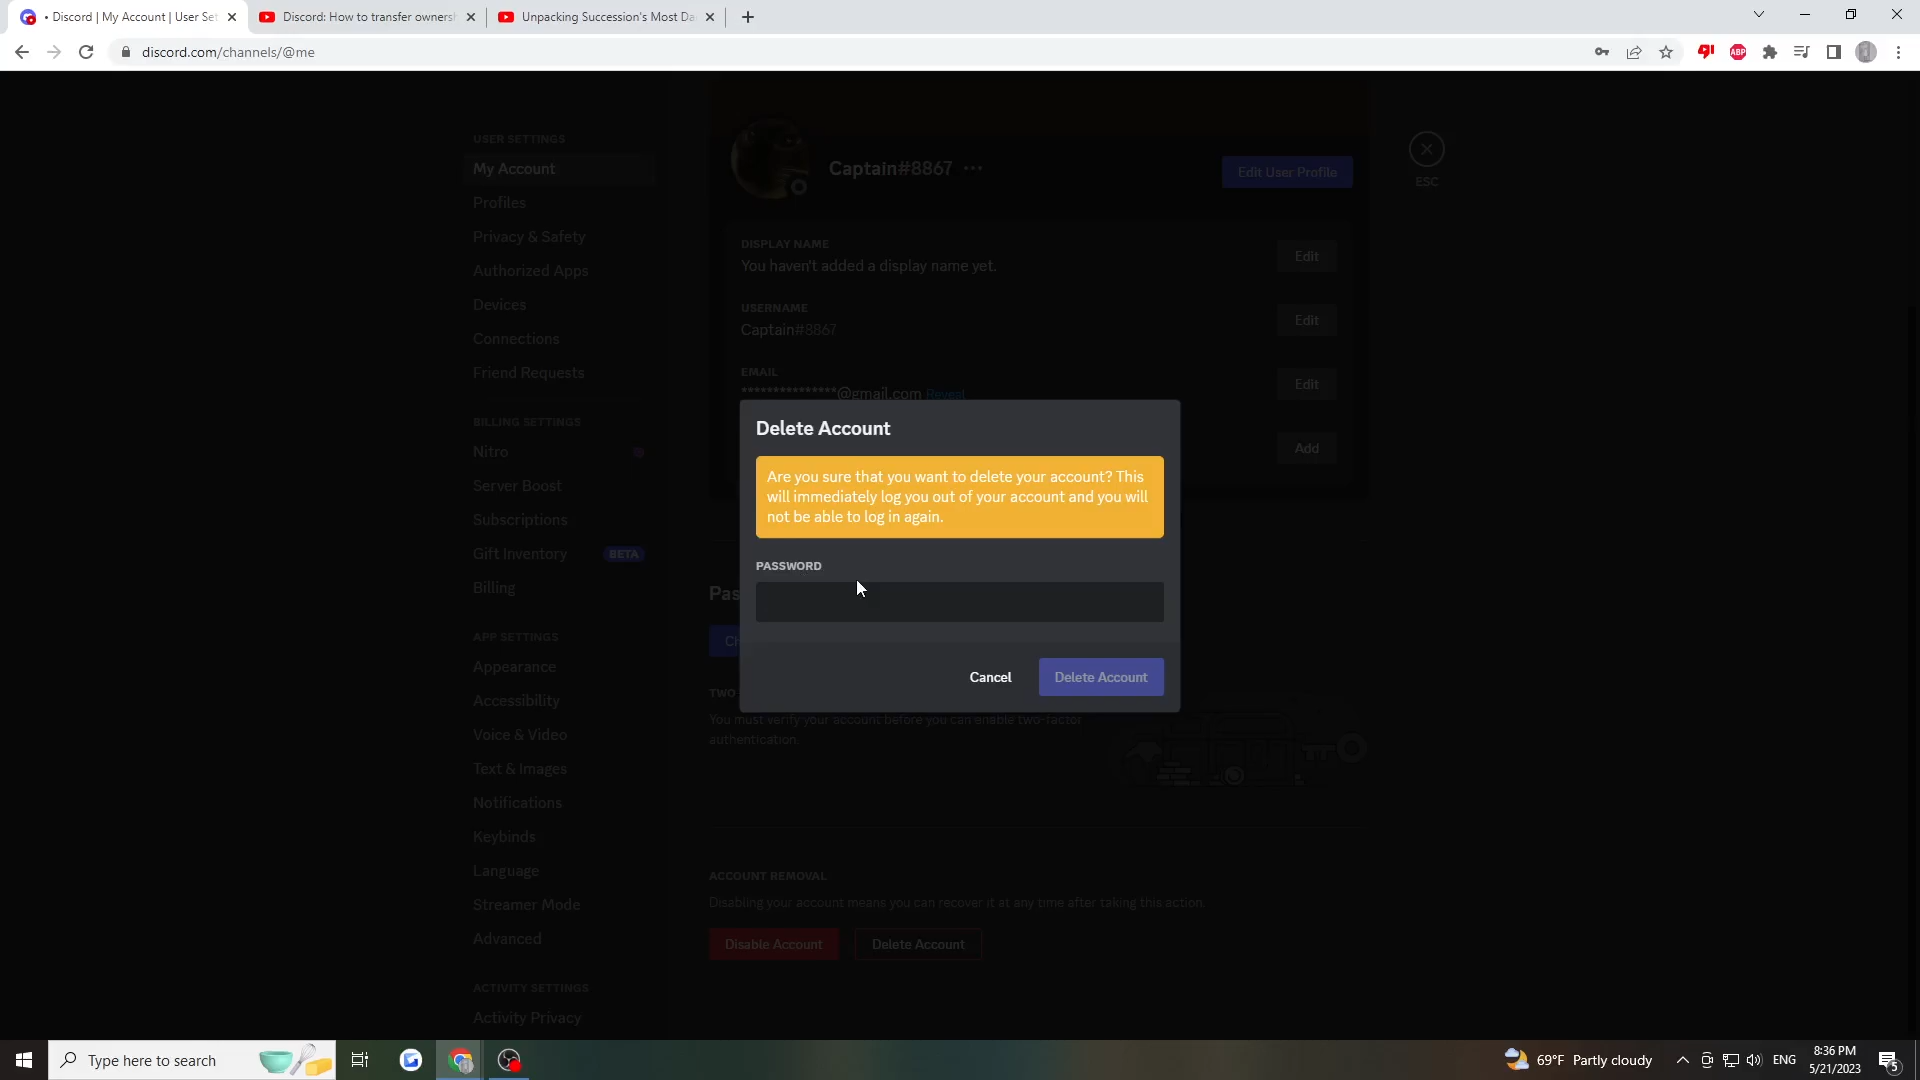 • Discord | My Account | User Set
Discord: How to transfer ownersh
Unpacking Succession's Most Da
discord.com/channels/@me
ABP
USER SETTINGS
My Account
Profiles
Privacy & Safety
Authorized Apps
Devices
Connections
Friend Requests
BILLING SETTINGS
Nitro
Server Boost
Subscriptions
Gift Inventory BETA
Billing
APP SETTINGS
Appearance
Accessibility
Voice & Video
Text & Images
Notifications
Keybinds
Language
Streamer Mode
Advanced
ACTIVITY SETTINGS
Activity Privacy
Captain#8867 ···
Edit User Profile
ESC
DISPLAY NAME
You haven't added a display name yet.
Edit
USERNAME
Captain#8867
Edit
EMAIL
***************@gmail.com Reveal
Edit
Add
Delete Account
Are you sure that you want to delete your account? This
will immediately log you out of your account and you will
not be able to log in again.
PASSWORD
Cancel
Delete Account
Pas
Ch
TWO
You must verify your account before you can enable two-factor
authentication.
ACCOUNT REMOVAL
Disabling your account means you can recover it at any time after taking this action.
Disable Account
Delete Account
Type here to search
69°F Partly cloudy
ENG
8:36 PM
5/21/2023
5